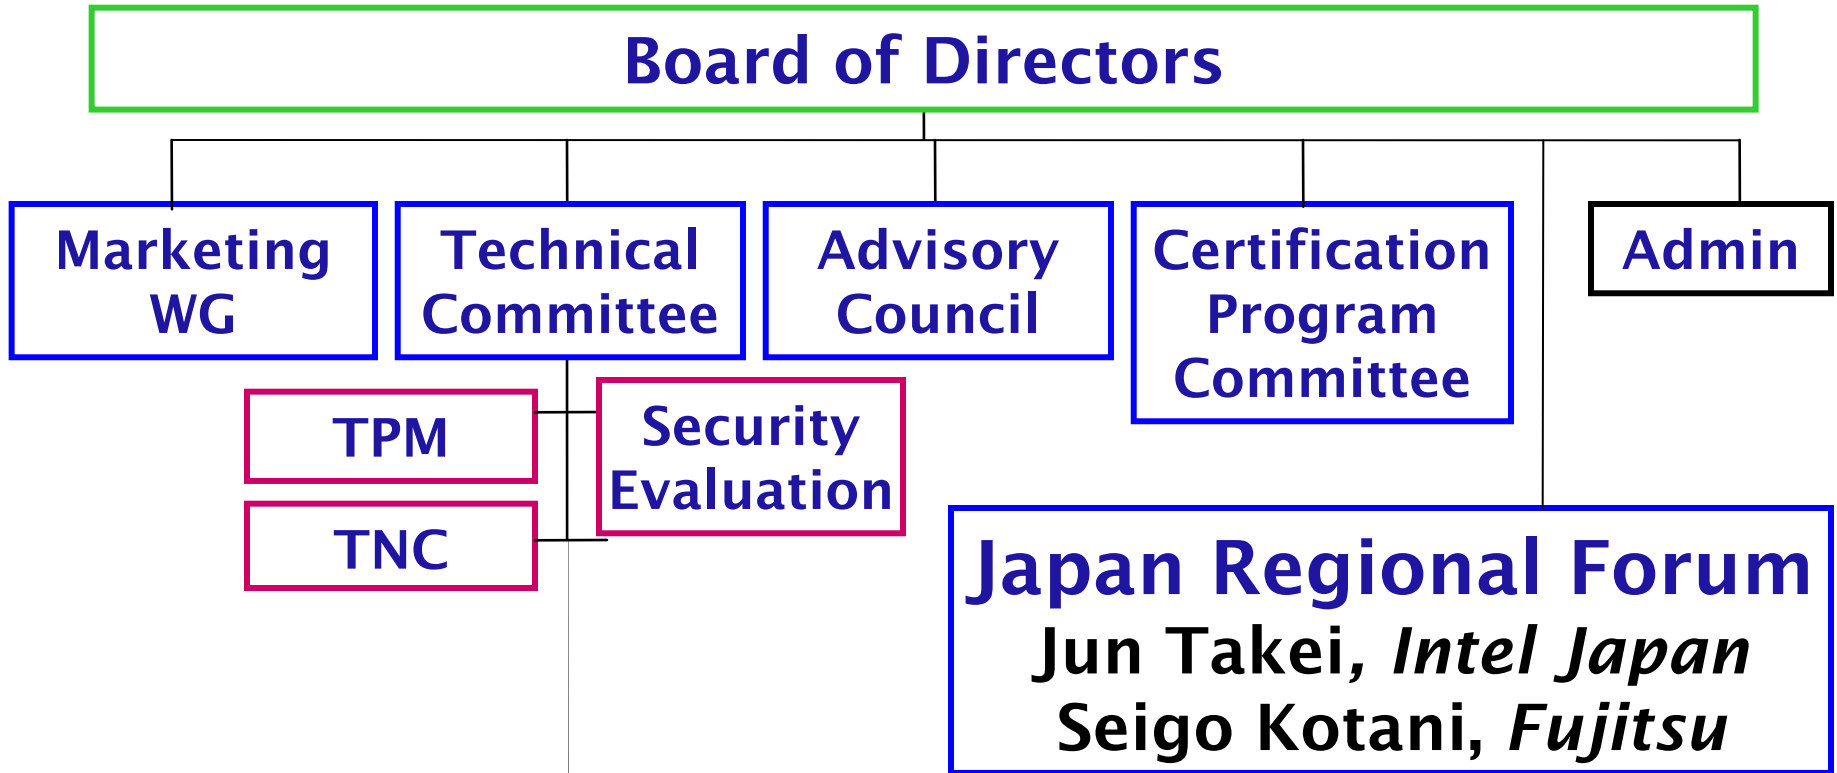 Board of Directors
Marketing
WG
Technical
Committee
Advisory
Council
Certification
Program
Committee
Admin
TPM
Security
Evaluation
TNC
Japan Regional Forum
Jun Takei, Intel Japan
Seigo Kotani, Fujitsu